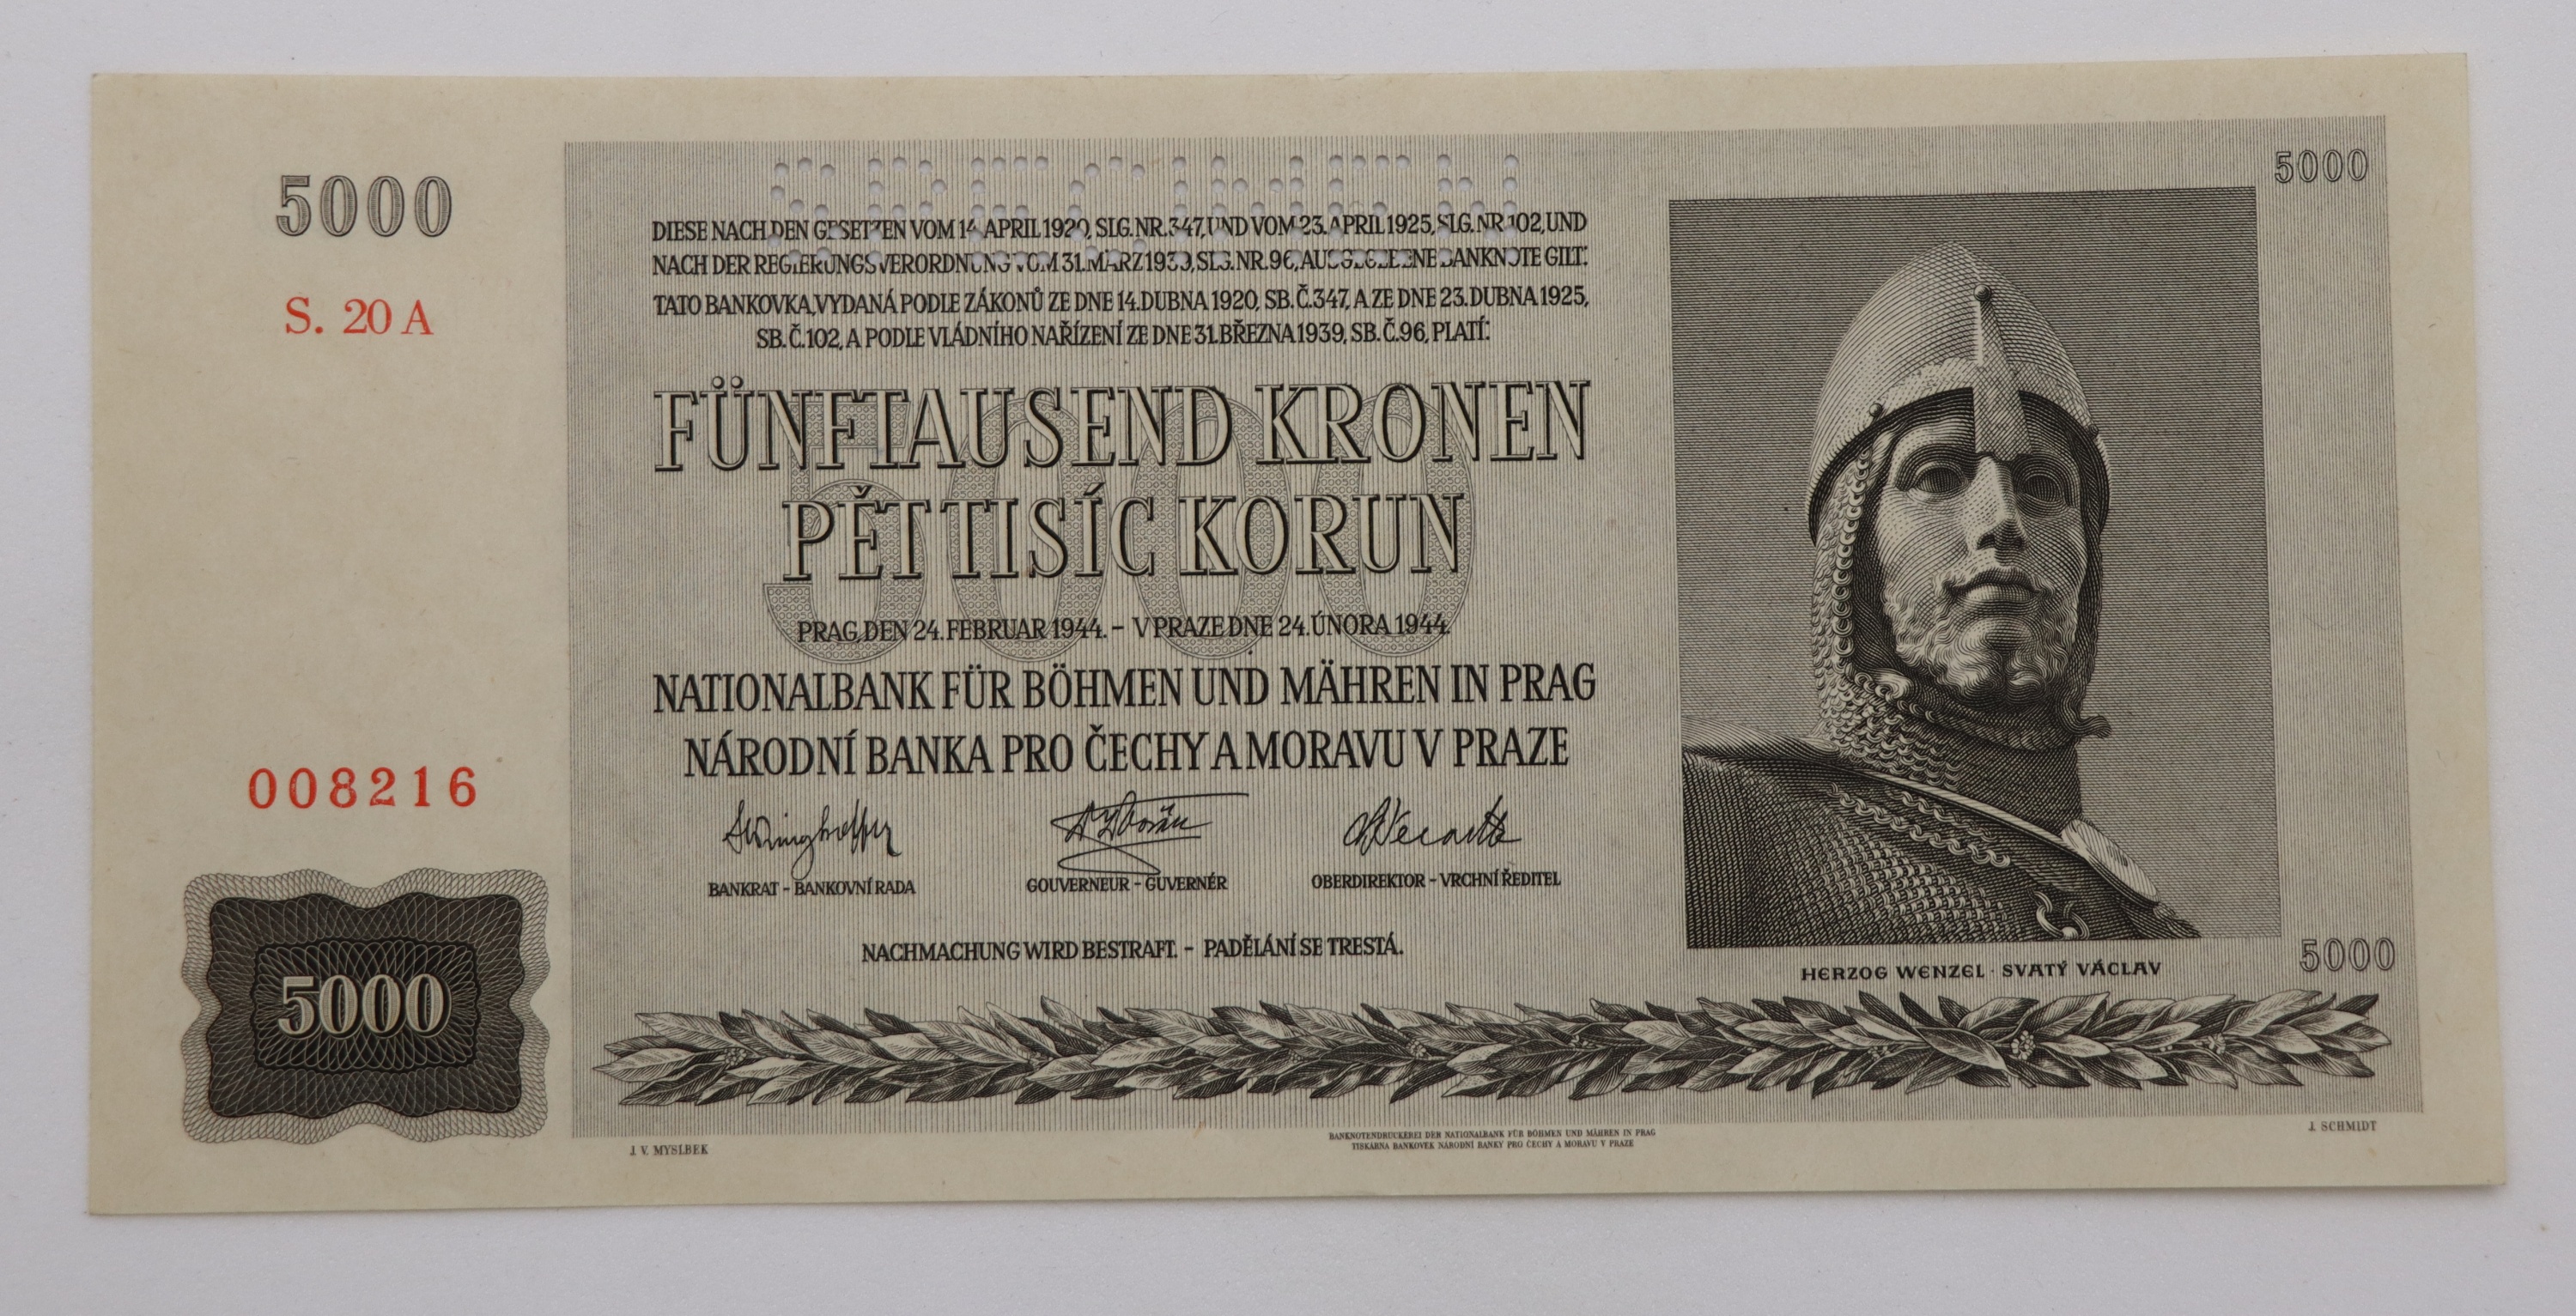 5000
S. 20 A
008216
5000
SPECIMEN
DIESE NACH DEN GESETZEN VOM 14. APRIL 1920, SLG. NR. 347, UND VOM 23. APRIL 1925, SLG. NR. 102, UND
NACH DER REGIERUNGSVERORDNUNG VOM 31. MÄRZ 1939, SLG. NR. 96, AUSGEGEBENE BANKNOTE GILT:
TATO BANKOVKA, VYDANÁ PODLE ZÁKONŮ ZE DNE 14. DUBNA 1920, SB. Č. 347, A ZE DNE 23. DUBNA 1925,
SB. Č. 102, A PODLE VLÁDNÍHO NAŘÍZENÍ ZE DNE 31. BŘEZNA 1939, SB. Č. 96, PLATÍ:
5000
FÜNFTAUSEND KRONEN
PĚT TISÍC KORUN
PRAG, DEN 24. FEBRUAR 1944. – V PRAZE DNE 24. ÚNORA 1944.
NATIONALBANK FÜR BÖHMEN UND MÄHREN IN PRAG
NÁRODNÍ BANKA PRO ČECHY A MORAVU V PRAZE
BANKRAT – BANKOVNÍ RADA
GOUVERNEUR – GUVERNÉR
OBERDIREKTOR – VRCHNÍ ŘEDITEL
NACHMACHUNG WIRD BESTRAFT. – PADĚLÁNÍ SE TRESTÁ.
5000
HERZOG WENZEL · SVATÝ VÁCLAV
5000
J. V. MYSLBEK
BANKNOTENDRUCKEREI DER NATIONALBANK FÜR BÖHMEN UND MÄHREN IN PRAG
TISKÁRNA BANKOVEK NÁRODNÍ BANKY PRO ČECHY A MORAVU V PRAZE
J. SCHMIDT